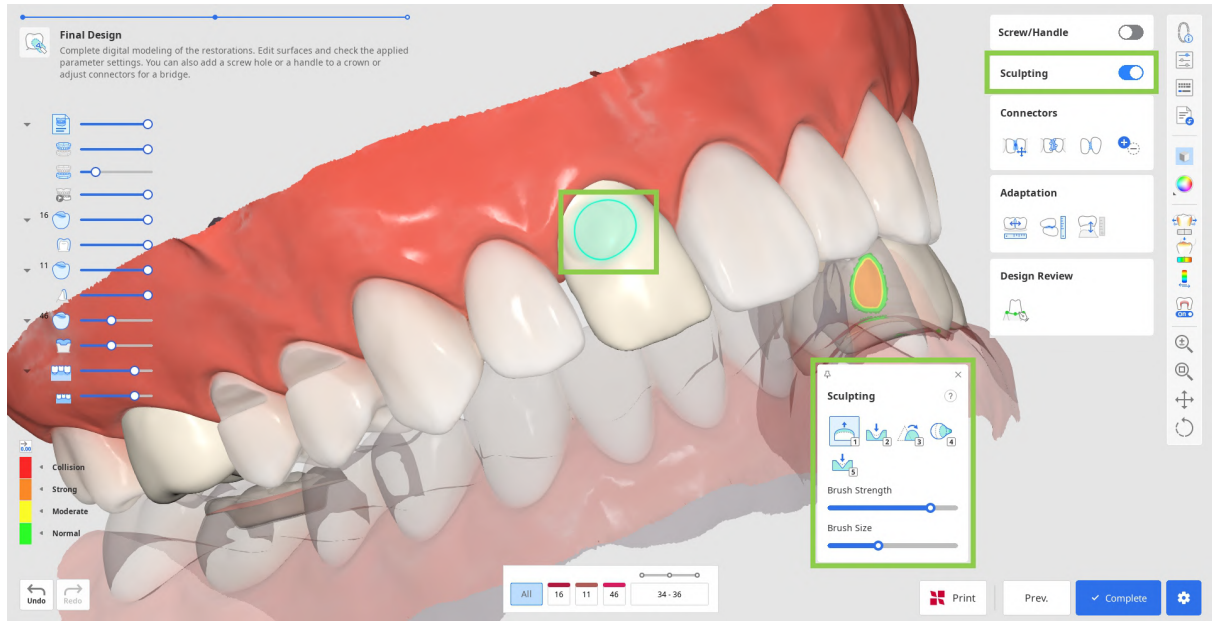 Final Design
Complete digital modeling of the restorations. Edit surfaces and check the applied
parameter settings. You can also add a screw hole or a handle to a crown or
adjust connectors for a bridge.
Screw/Handle
Sculpting
Connectors
Adaptation
Design Review
16
11
46
0.00
Collision
Strong
Moderate
Normal
Sculpting
?
1
2
3
4
5
Brush Strength
Brush Size
Undo
Redo
All
16
11
46
34 - 36
Print
Prev.
Complete